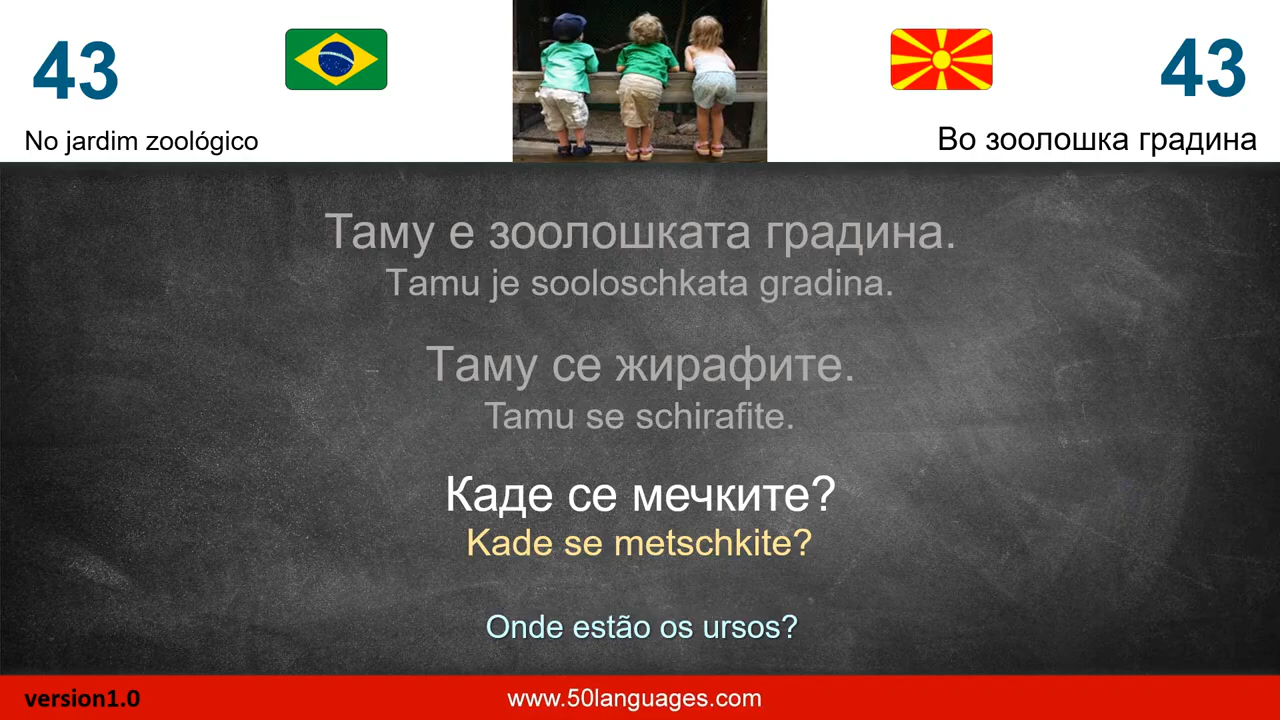 43
43
No jardim zoológico
Во зоолошка градина
Таму е зоолошката градина.
Tamu je sooloschkata gradina.
Таму се жирафите.
Tamu se schirafite.
Каде се мечките?
Kade se metschkite?
Onde estão os ursos?
version1.0
www.50languages.com